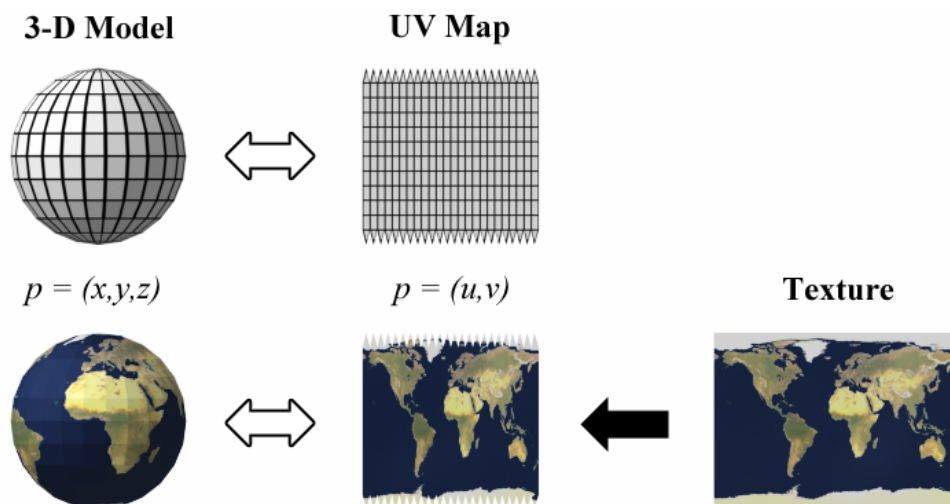 3-D Model
UV Map
p = (x,y,z)
p = (u,v)
Texture